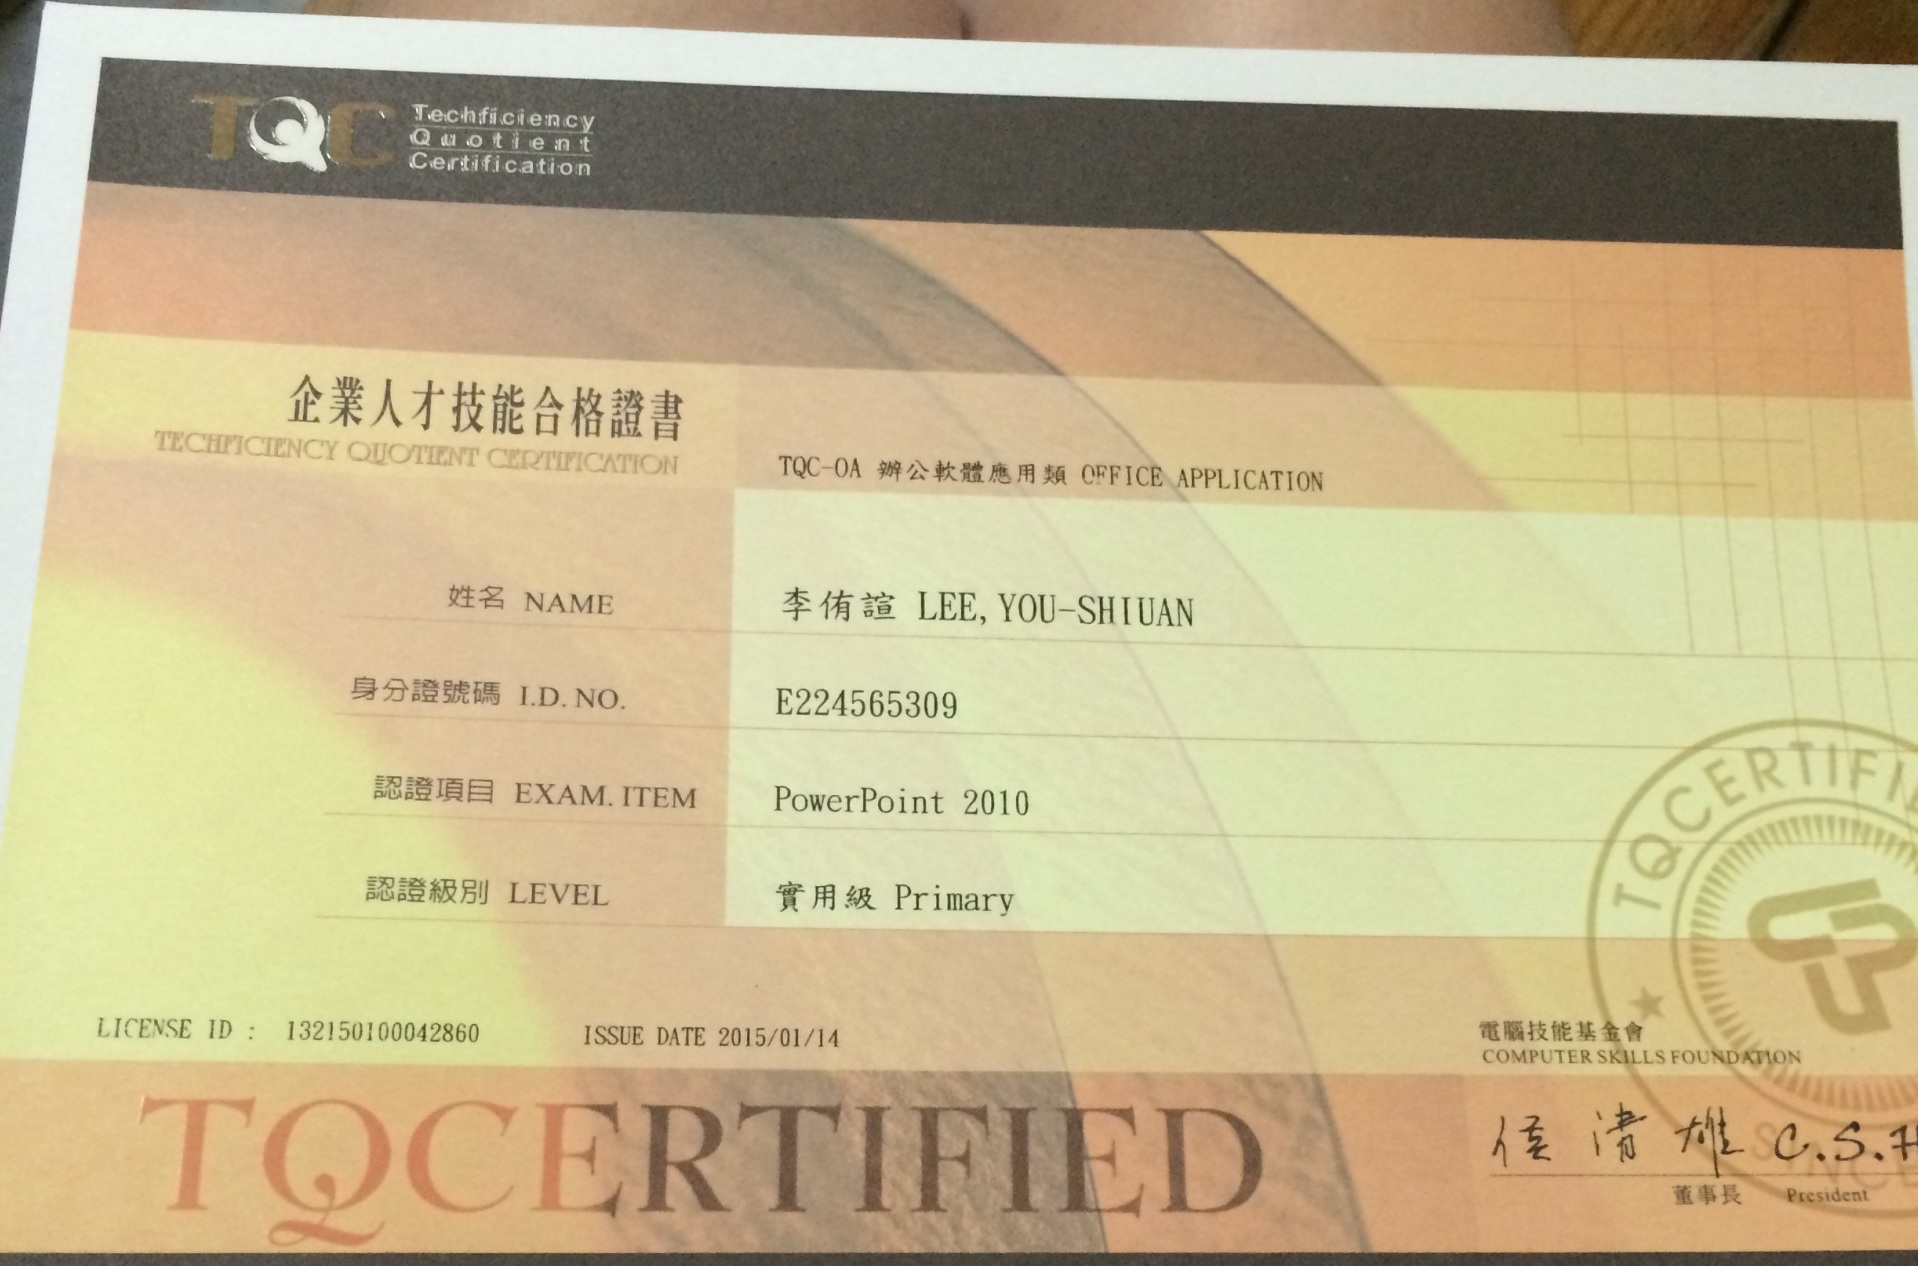 TQC Techficiency
Quotient
Certification
企業人才技能合格證書
TECHFICIENCY QUOTIENT CERTIFICATION
TQC-OA 辦公軟體應用類 OFFICE APPLICATION
姓名 NAME 李侑諠 LEE, YOU-SHIUAN
身分證號碼 I.D. NO. E224565309
認證項目 EXAM. ITEM PowerPoint 2010
認證級別 LEVEL 實用級 Primary
LICENSE ID : 132150100042860 ISSUE DATE 2015/01/14
電腦技能基金會
COMPUTER SKILLS FOUNDATION
TQCERTIFIED
侯清雄 C.S.H
董事長 President
TQCERTIFI